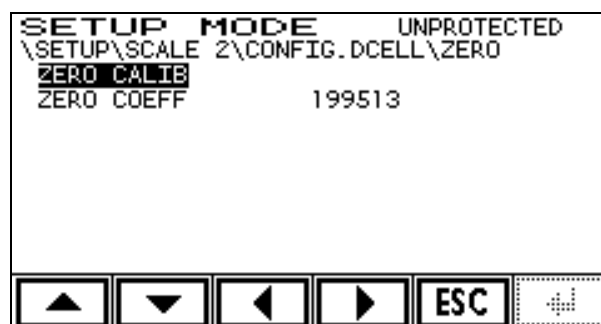 SETUP MODE UNPROTECTED
\SETUP\SCALE 2\CONFIG.DCELL\ZERO
ZERO CALIB
ZERO COEFF 199513
ESC